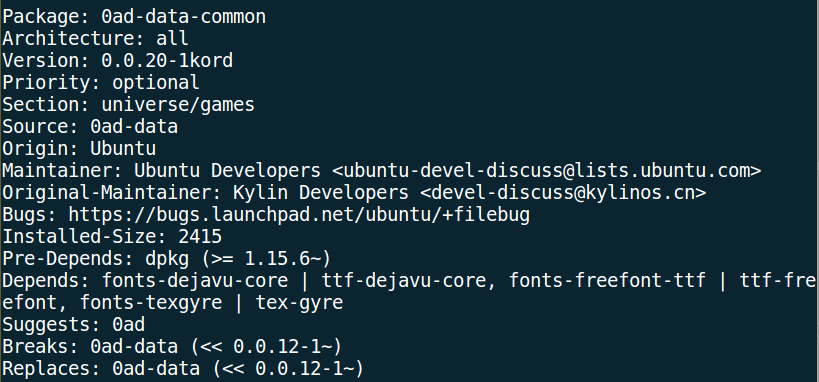 Package: 0ad-data-common
Architecture: all
Version: 0.0.20-1kord
Priority: optional
Section: universe/games
Source: 0ad-data
Origin: Ubuntu
Maintainer: Ubuntu Developers <ubuntu-devel-discuss@lists.ubuntu.com>
Original-Maintainer: Kylin Developers <devel-discuss@kylinos.cn>
Bugs: https://bugs.launchpad.net/ubuntu/+filebug
Installed-Size: 2415
Pre-Depends: dpkg (>= 1.15.6~)
Depends: fonts-dejavu-core | ttf-dejavu-core, fonts-freefont-ttf | ttf-fre
efont, fonts-texgyre | tex-gyre
Suggests: 0ad
Breaks: 0ad-data (<< 0.0.12-1~)
Replaces: 0ad-data (<< 0.0.12-1~)